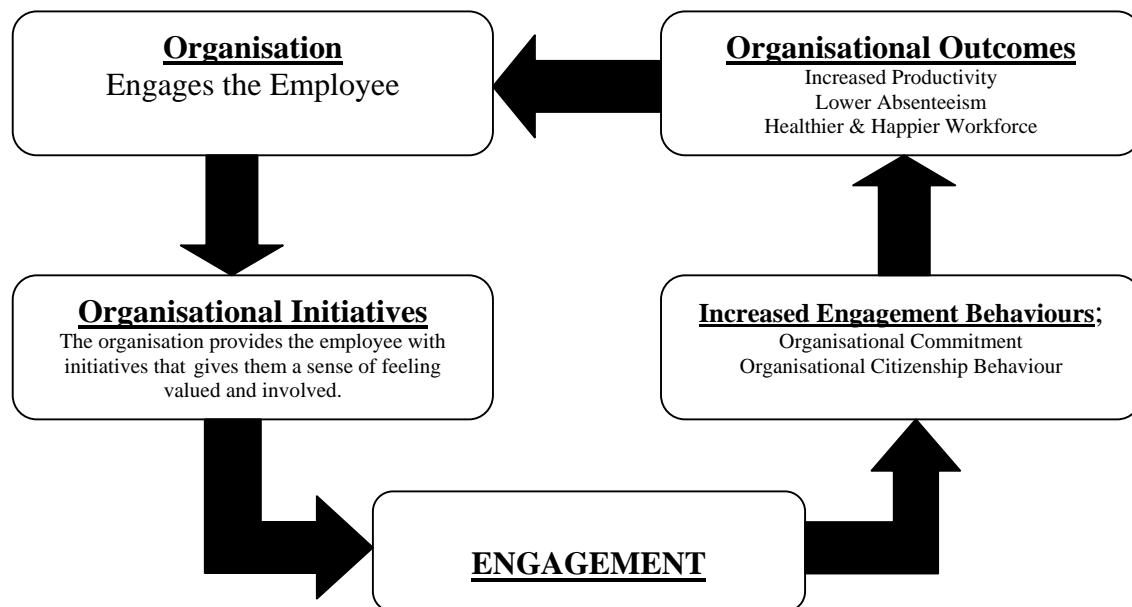 Organisation
Engages the Employee
Organisational Outcomes
Increased Productivity
Lower Absenteeism
Healthier & Happier Workforce
Organisational Initiatives
The organisation provides the employee with
initiatives that gives them a sense of feeling
valued and involved.
Increased Engagement Behaviours;
Organisational Commitment
Organisational Citizenship Behaviour
ENGAGEMENT